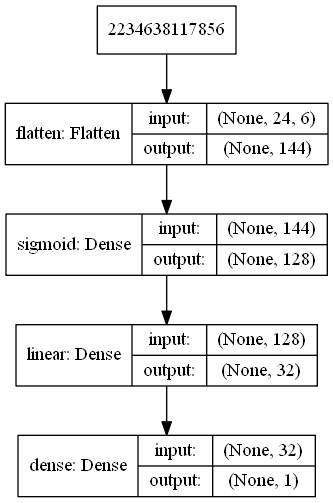 2234638117856
flatten: Flatten
input:
(None, 24, 6)
output:
(None, 144)
sigmoid: Dense
input:
(None, 144)
output:
(None, 128)
linear: Dense
input:
(None, 128)
output:
(None, 32)
dense: Dense
input:
(None, 32)
output:
(None, 1)